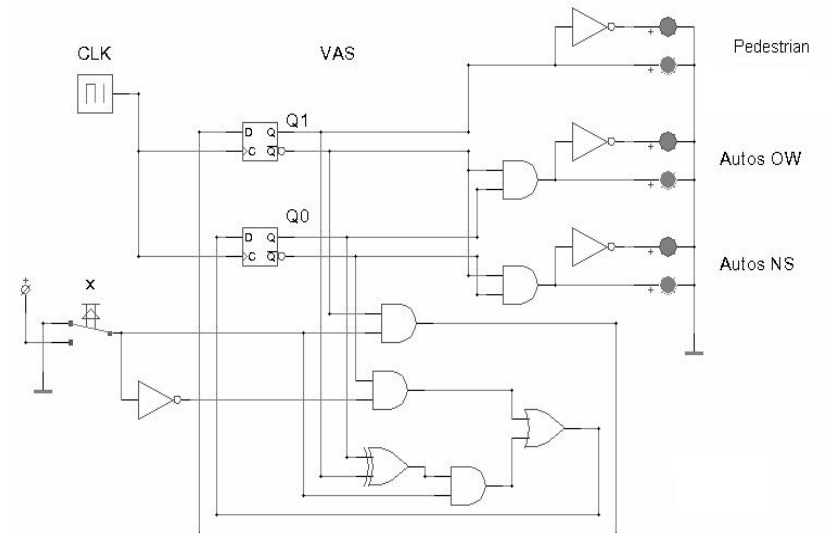 CLK
VAS
Pedestrian
Q1
D Q
C Q
Autos OW
Q0
D Q
C Q
Autos NS
x
+
+
+
+
+
+
+